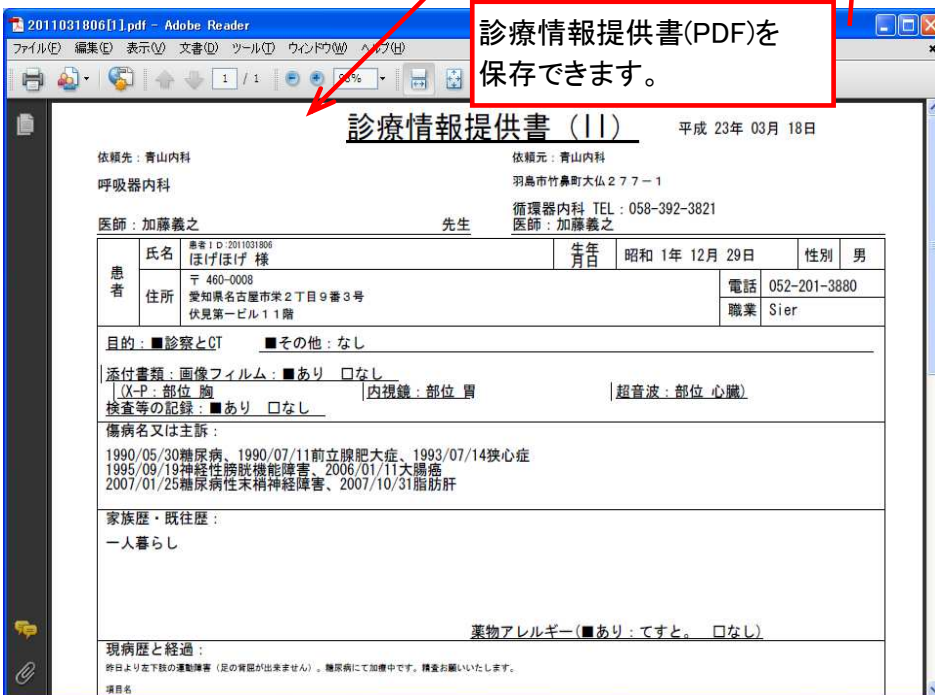 2011031806[1].pdf - Adobe Reader
ファイル(F) 編集(E) 表示(V) 文書(D) ツール(T) ウィンドウ(W) ヘルプ(H)
診療情報提供書(PDF)を
保存できます。
1 / 1
診療情報提供書 (II) 平成 23年 03月 18日
依頼先：青山内科 依頼元：青山内科
呼吸器内科 羽島市竹鼻町大仏２７７－１
循環器内科 TEL：058-392-3821
医師：加藤義之 先生 医師：加藤義之
患者 氏名 患者ID:2011031806
ほげほげ 様 生年月日 昭和 1年 12月 29日 性別 男
住所 〒 460-0008 電話 052-201-3880
愛知県名古屋市栄２丁目９番３号
伏見第一ビル１１階 職業 Sier
目的：■診察とCT ■その他：なし
添付書類：画像フィルム：■あり 口なし
(X-P：部位 胸 内視鏡：部位 胃 超音波：部位 心臓)
検査等の記録：■あり 口なし
傷病名又は主訴：
1990/05/30糖尿病、1990/07/11前立腺肥大症、1993/07/14狭心症
1995/09/19神経性膀胱機能障害、2006/01/11大腸癌
2007/01/25糖尿病性末梢神経障害、2007/10/31脂肪肝
家族歴・既往歴：
一人暮らし
薬物アレルギー(■あり：てすと。 口なし)
現病歴と経過：
昨日より左下肢の運動障害（足の背屈が出来ません）。糖尿病にて加療中です。精査お願いいたします。
項目名